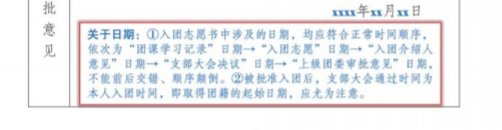 批
意
见
xxxx年xx月xx日
关于日期：①入团志愿书中涉及的日期，均应符合正常时间顺序，
依次为“团课学习记录”日期→“入团志愿”日期→“入团介绍人
意见”日期→“支部大会决议”日期→“上级团委审批意见”日期，
不能前后交错、顺序颠倒。②被批准入团后，支部大会通过时间为
本人入团时间，即取得团籍的起始日期，应尤为注意。